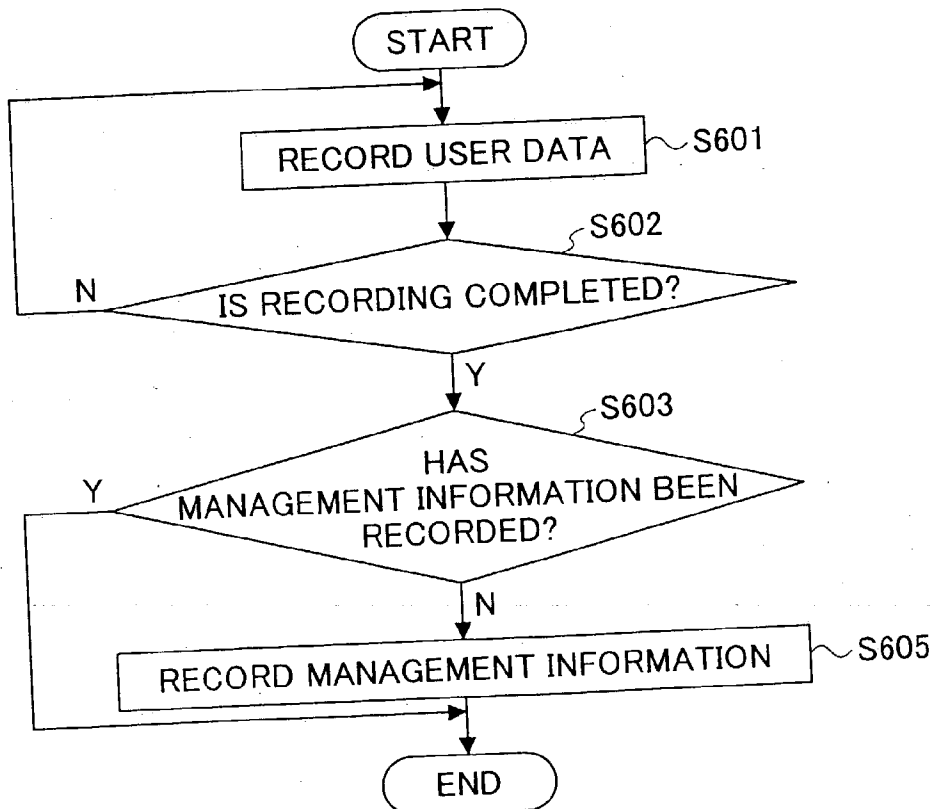 START
RECORD USER DATA
S601
S602
N
IS RECORDING COMPLETED?
Y
S603
Y
HAS
MANAGEMENT INFORMATION BEEN
RECORDED?
N
RECORD MANAGEMENT INFORMATION
S605
END